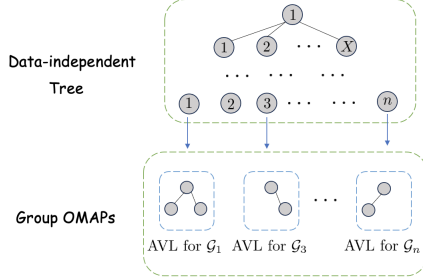 1
1 2 · · · X
Data-independent
Tree
· · · · · · · · ·
1 2 3 · · · · · · n
Group OMAPs
· · ·
AVL for 𝒢₁ AVL for 𝒢₃ AVL for 𝒢ₙ